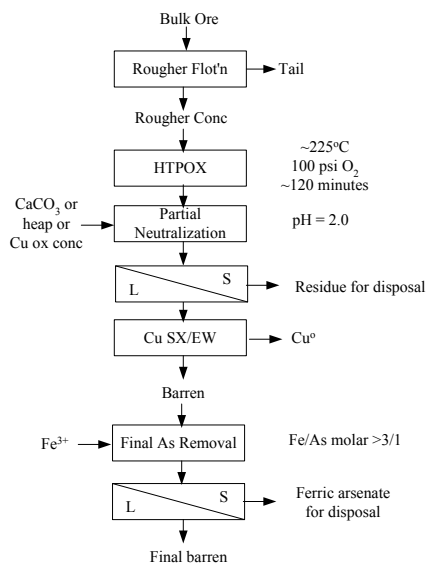 Bulk Ore
Rougher Flot'n
Tail
Rougher Conc
HTPOX
~225°C
100 psi O₂
~120 minutes
CaCO₃ or
heap or
Cu ox conc
Partial
Neutralization
pH = 2.0
L
S
Residue for disposal
Cu SX/EW
Cuº
Barren
Fe³⁺
Final As Removal
Fe/As molar >3/1
L
S
Ferric arsenate
for disposal
Final barren